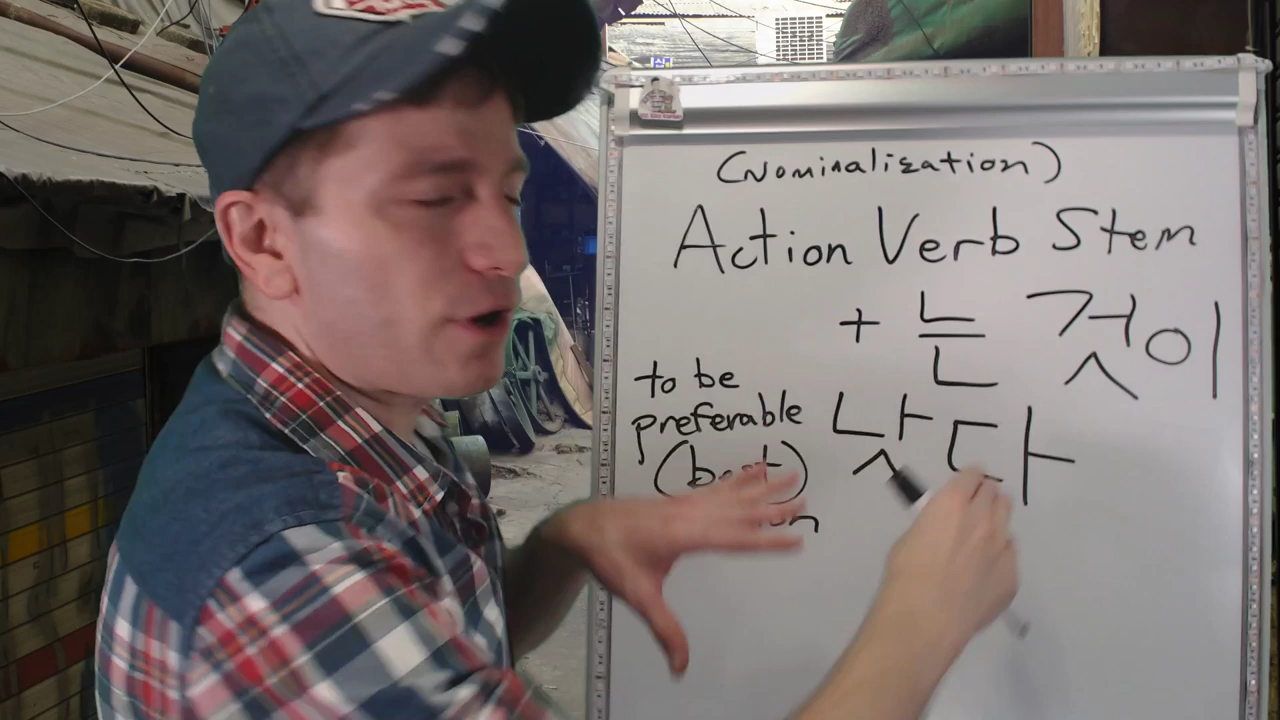 (Nominalization)
Action Verb Stem
+ 는 것이
to be
preferable 낫다